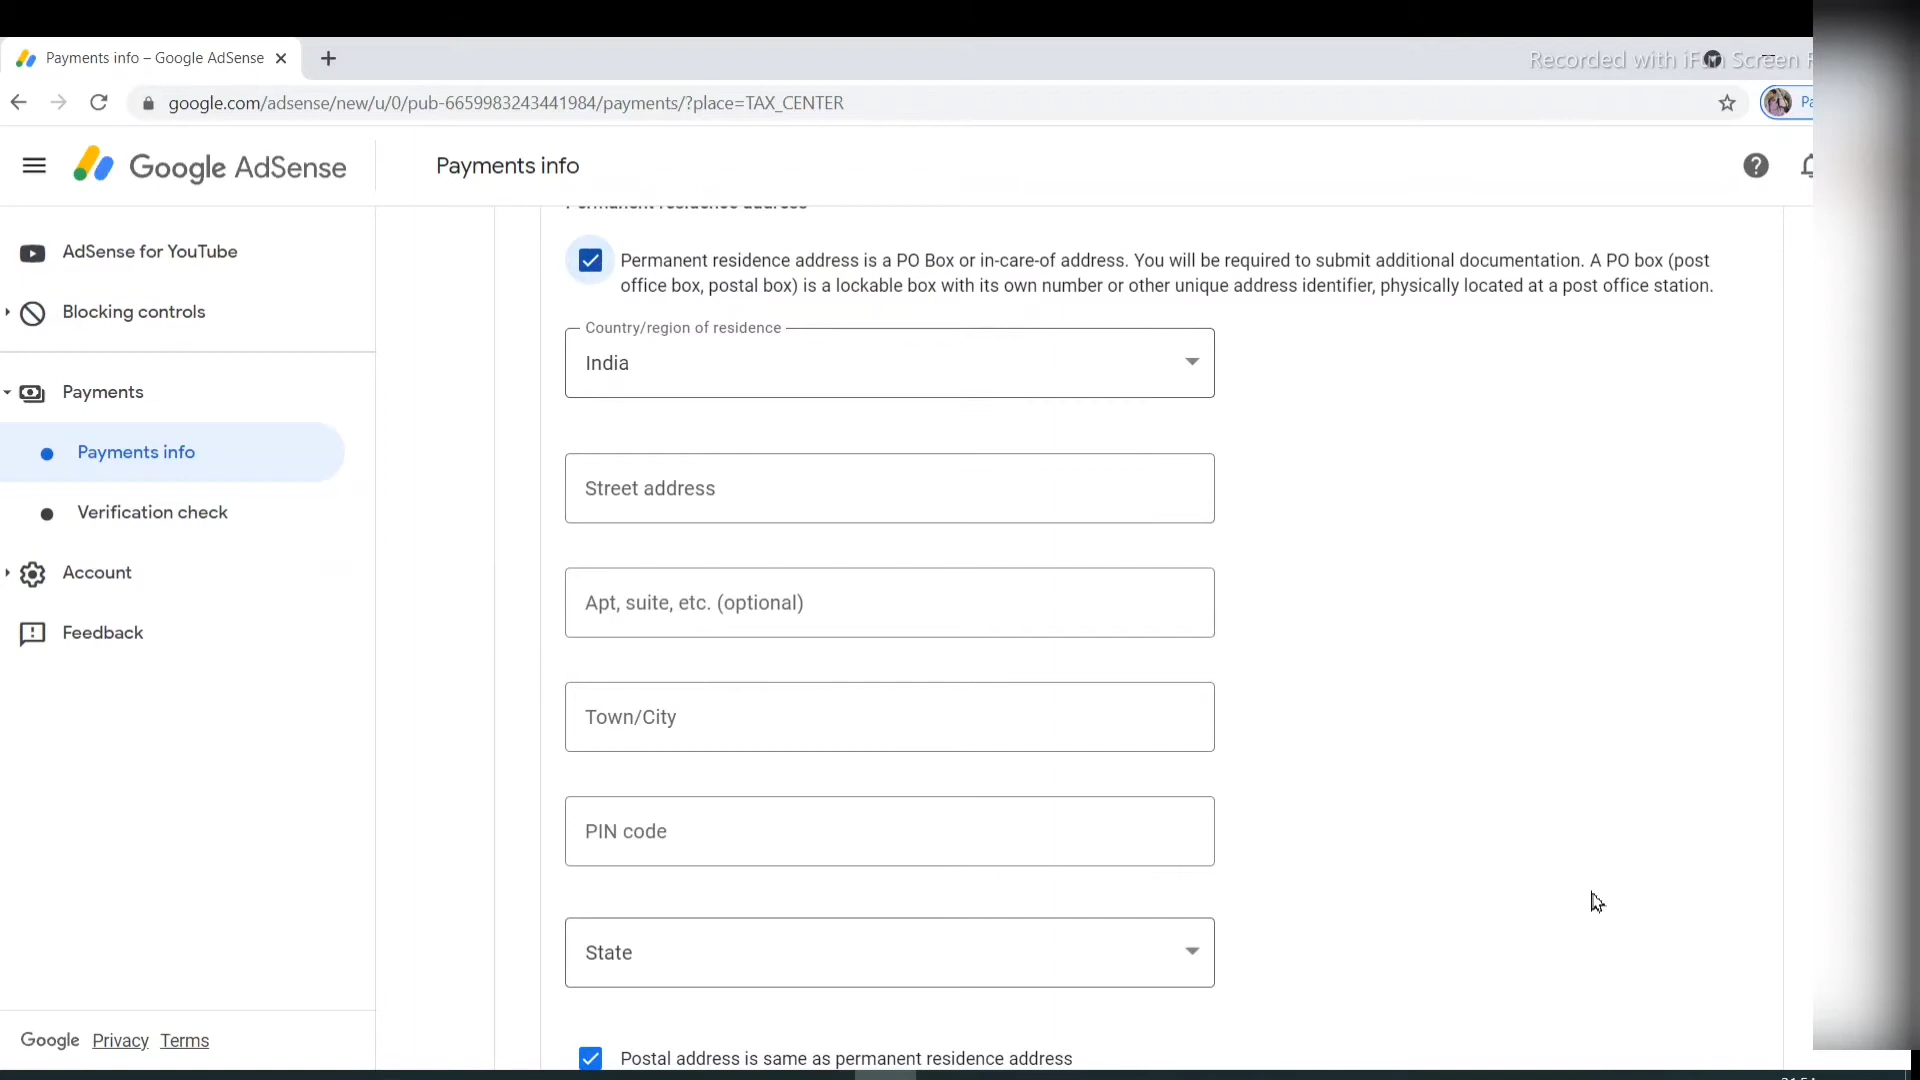 Payments info – Google AdSense
Recorded with iFun Screen
google.com/adsense/new/u/0/pub-6659983243441984/payments/?place=TAX_CENTER
Google AdSense
Payments info
Permanent residence address
AdSense for YouTube
Blocking controls
Payments
Payments info
Verification check
Account
Feedback
Google Privacy Terms
Permanent residence address is a PO Box or in-care-of address. You will be required to submit additional documentation. A PO box (post
office box, postal box) is a lockable box with its own number or other unique address identifier, physically located at a post office station.
Country/region of residence
India
Street address
Apt, suite, etc. (optional)
Town/City
PIN code
State
Postal address is same as permanent residence address